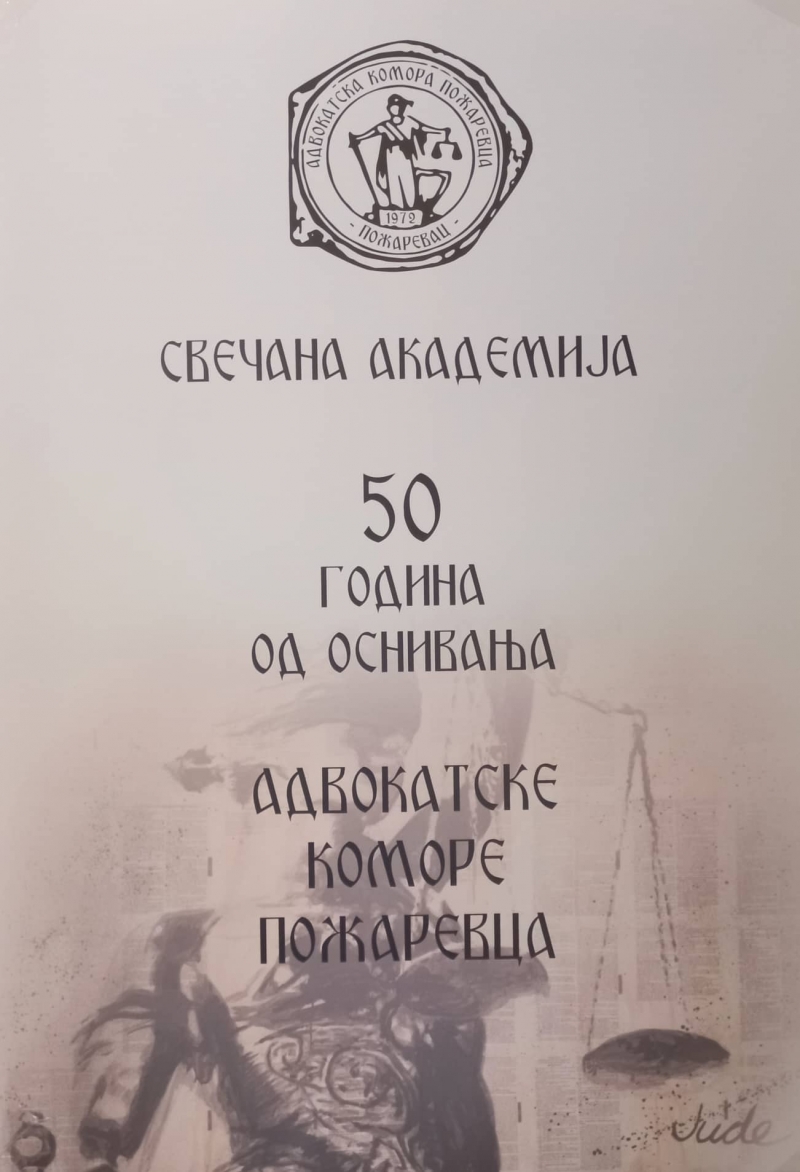 АДВОКАТСКА КОМОРА ПОЖАРЕВЦА
1972
- ПОЖАРЕВАЦ -
СВЕЧАНА АКАДЕМИЈА
50
ГОДИНА
ОД ОСНИВАЊА
АДВОКАТСКЕ
КОМОРЕ
ПОЖАРЕВЦА